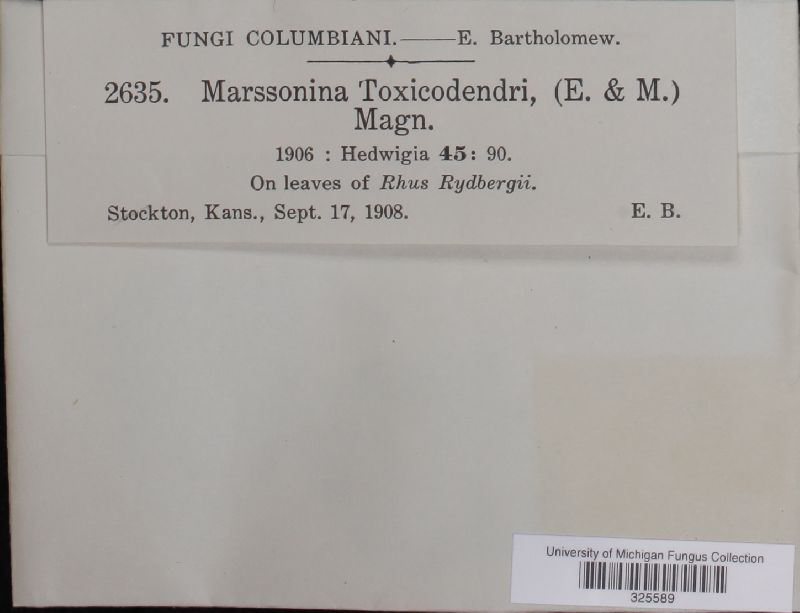 FUNGI COLUMBIANI.——E. Bartholomew.
2635. Marssonina Toxicodendri, (E. & M.)
Magn.
1906 : Hedwigia 45: 90.
On leaves of Rhus Rydbergii.
Stockton, Kans., Sept. 17, 1908. E. B.
University of Michigan Fungus Collection
325589